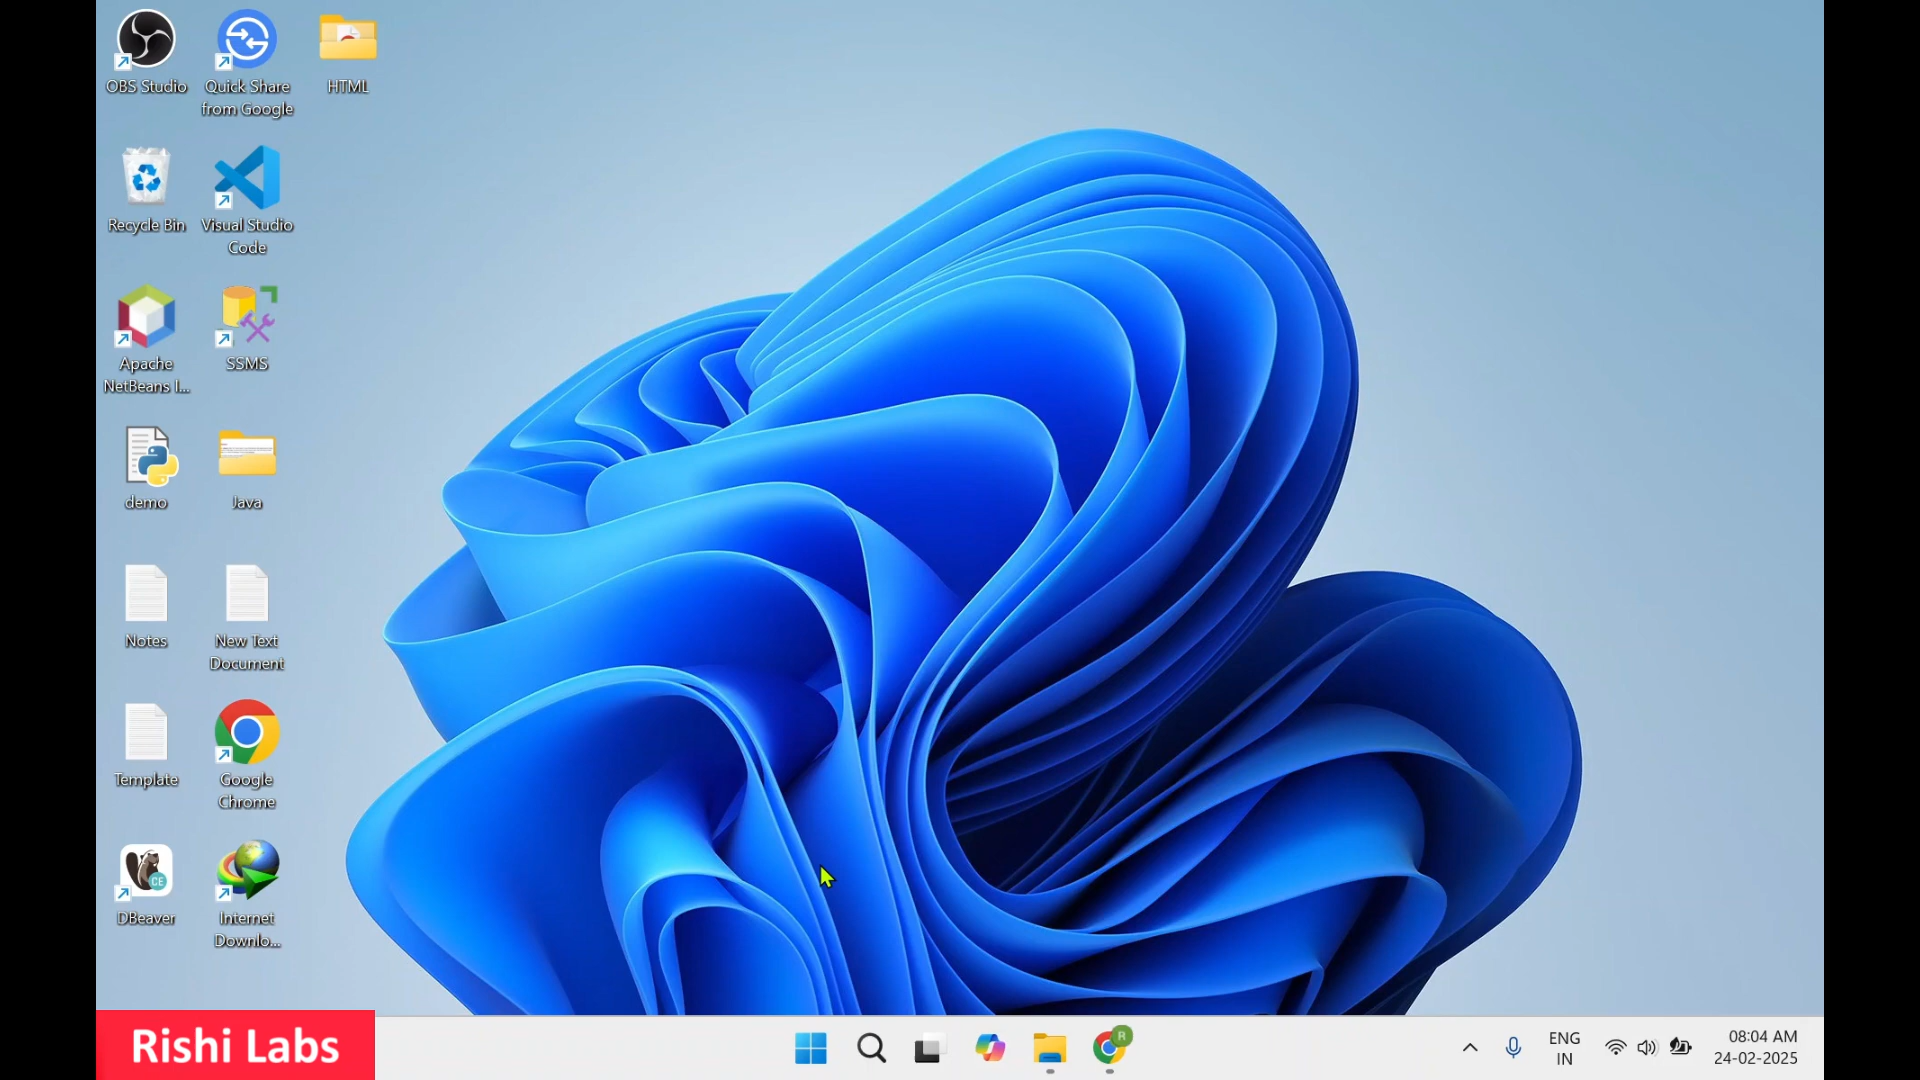 OBS Studio
Quick Share
from Google
HTML
Recycle Bin
Visual Studio
Code
Apache
NetBeans I...
SSMS
demo
Java
Notes
New Text
Document
Template
Google
Chrome
CE
DBeaver
Internet
Downlo...
Rishi Labs
R
ENG
IN
08:04 AM
24-02-2025